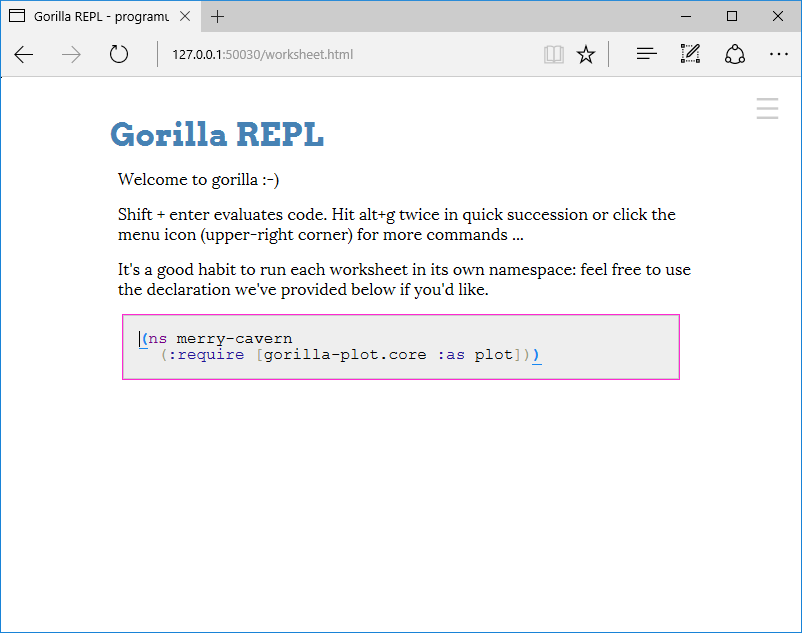 Gorilla REPL - programu
127.0.0.1:50030/worksheet.html
Gorilla REPL
Welcome to gorilla :-)
Shift + enter evaluates code. Hit alt+g twice in quick succession or click the
menu icon (upper-right corner) for more commands ...
It's a good habit to run each worksheet in its own namespace: feel free to use
the declaration we've provided below if you'd like.
(ns merry-cavern
(:require [gorilla-plot.core :as plot]))